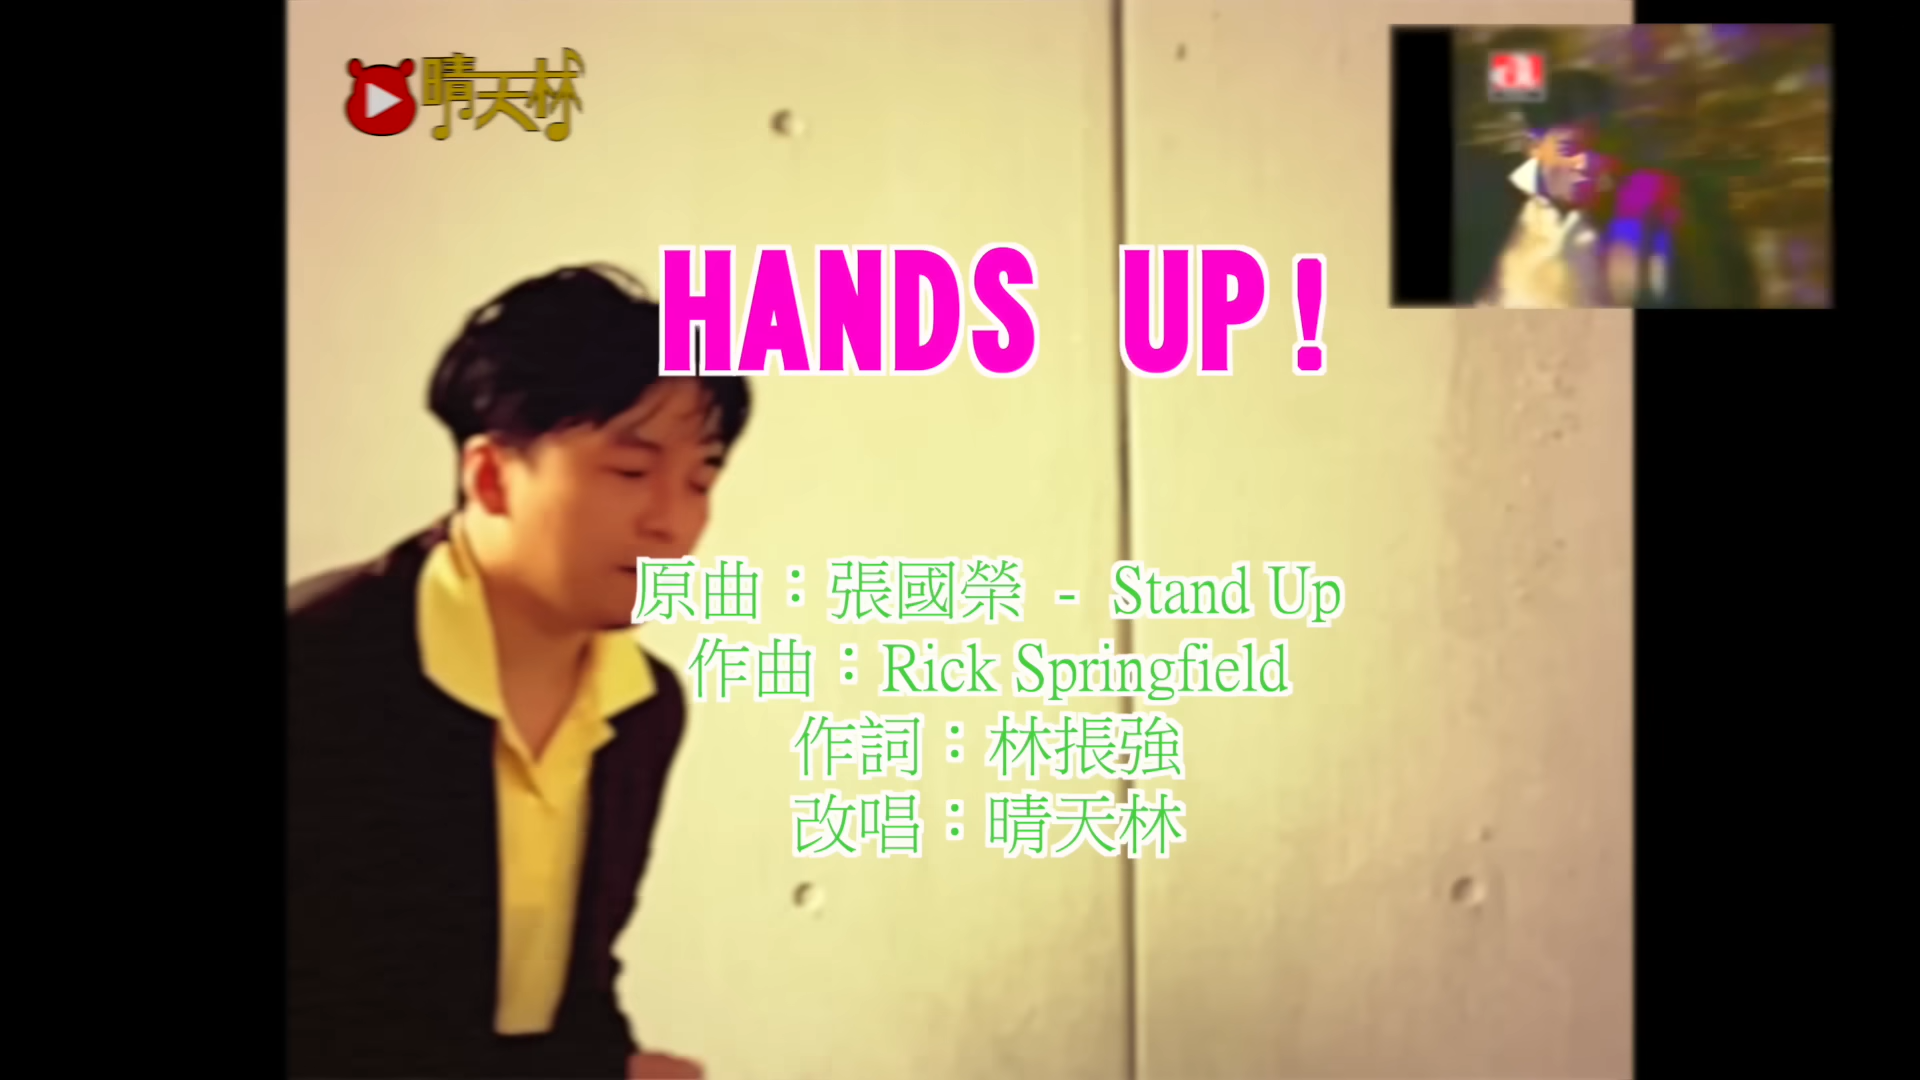 晴天林
a
HANDS UP!
原曲：張國榮 - Stand Up
作曲：Rick Springfield
作詞：林振強
改唱：晴天林